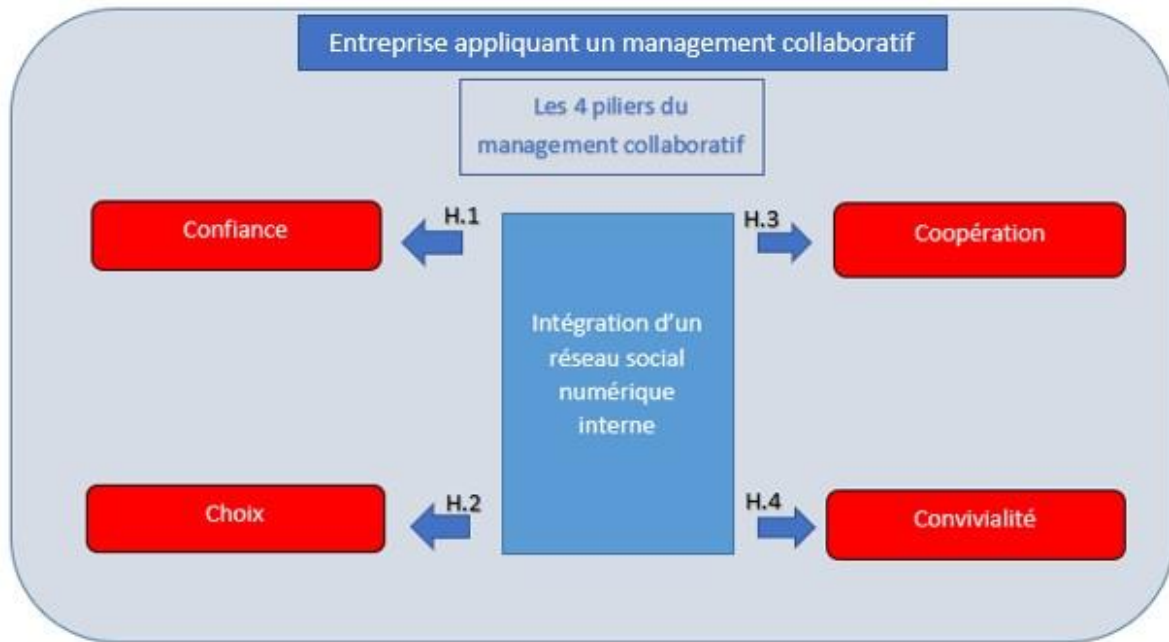 Entreprise appliquant un management collaboratif
Les 4 piliers du
management collaboratif
Confiance
H.1
H.3
Coopération
Intégration d'un
réseau social
numérique
interne
Choix
H.2
H.4
Convivialité